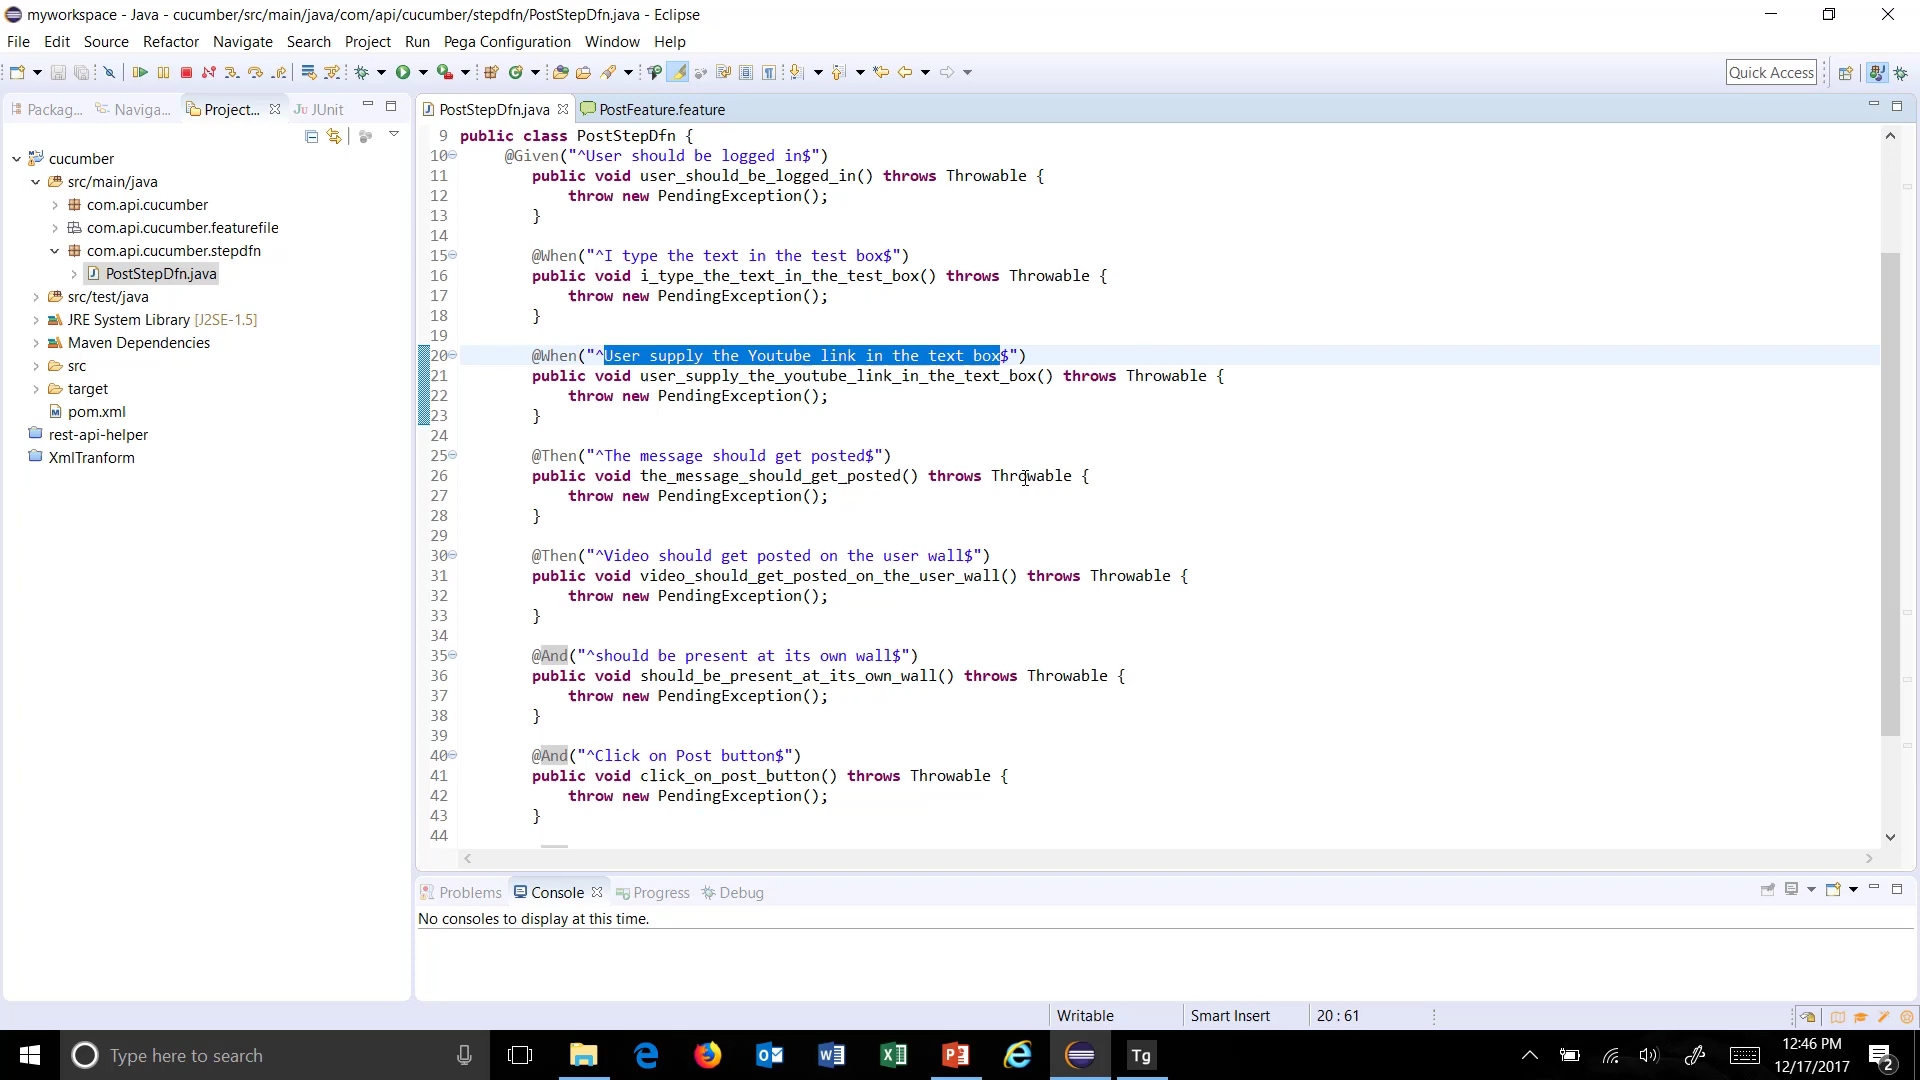 myworkspace - Java - cucumber/src/main/java/com/api/cucumber/stepdfn/PostStepDfn.java - Eclipse
File Edit Source Refactor Navigate Search Project Run Pega Configuration Window Help
Quick Access
Packag... Naviga... Project... JUnit
cucumber
src/main/java
com.api.cucumber
com.api.cucumber.featurefile
com.api.cucumber.stepdfn
PostStepDfn.java
src/test/java
JRE System Library [J2SE-1.5]
Maven Dependencies
src
target
pom.xml
rest-api-helper
XmlTranform
PostStepDfn.java PostFeature.feature
9 public class PostStepDfn {
10 @Given("^User should be logged in$")
11 public void user_should_be_logged_in() throws Throwable {
12 throw new PendingException();
13 }
14
15 @When("^I type the text in the test box$")
16 public void i_type_the_text_in_the_test_box() throws Throwable {
17 throw new PendingException();
18 }
19
20 @When("^User supply the Youtube link in the text box$")
21 public void user_supply_the_youtube_link_in_the_text_box() throws Throwable {
22 throw new PendingException();
23 }
24
25 @Then("^The message should get posted$")
26 public void the_message_should_get_posted() throws Throwable {
27 throw new PendingException();
28 }
29
30 @Then("^Video should get posted on the user wall$")
31 public void video_should_get_posted_on_the_user_wall() throws Throwable {
32 throw new PendingException();
33 }
34
35 @And("^should be present at its own wall$")
36 public void should_be_present_at_its_own_wall() throws Throwable {
37 throw new PendingException();
38 }
39
40 @And("^Click on Post button$")
41 public void click_on_post_button() throws Throwable {
42 throw new PendingException();
43 }
44
Problems Console Progress Debug
No consoles to display at this time.
Writable Smart Insert 20 : 61
Type here to search
Tg
12:46 PM
12/17/2017
2